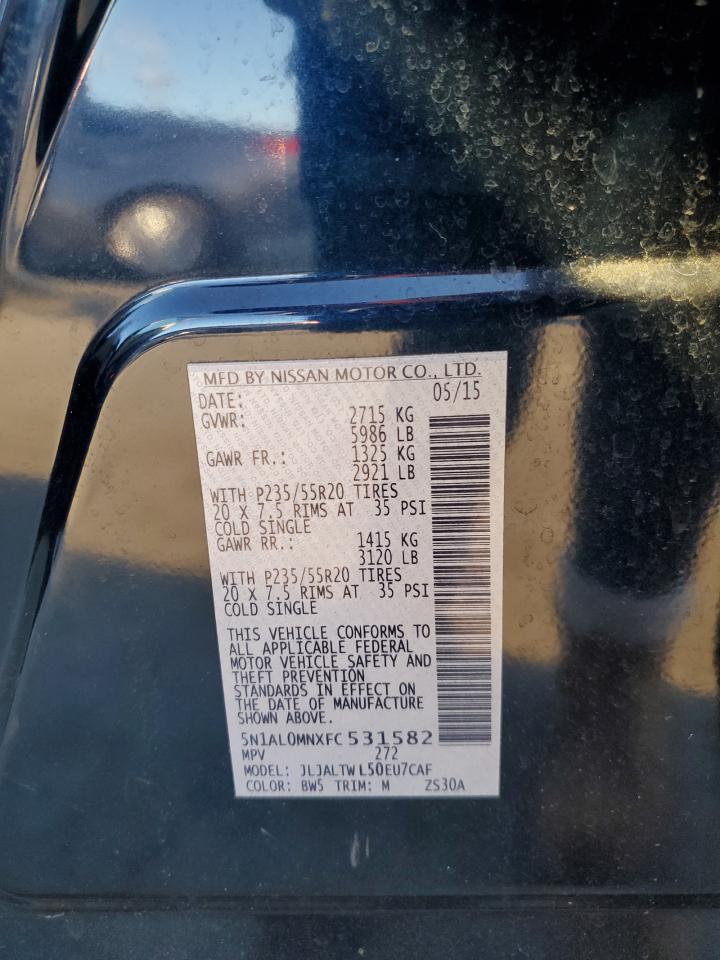 MFD BY NISSAN MOTOR CO., LTD.
DATE: 05/15
GVWR: 2715 KG
5986 LB
GAWR FR.: 1325 KG
2921 LB
WITH P235/55R20 TIRES
20 X 7.5 RIMS AT 35 PSI
COLD SINGLE
GAWR RR.: 1415 KG
3120 LB
WITH P235/55R20 TIRES
20 X 7.5 RIMS AT 35 PSI
COLD SINGLE
THIS VEHICLE CONFORMS TO
ALL APPLICABLE FEDERAL
MOTOR VEHICLE SAFETY AND
THEFT PREVENTION
STANDARDS IN EFFECT ON
THE DATE OF MANUFACTURE
SHOWN ABOVE.
5N1AL0MNXFC531582
MPV 272
MODEL: JLJALTWL50EU7CAF
COLOR: BW5 TRIM: M ZS30A